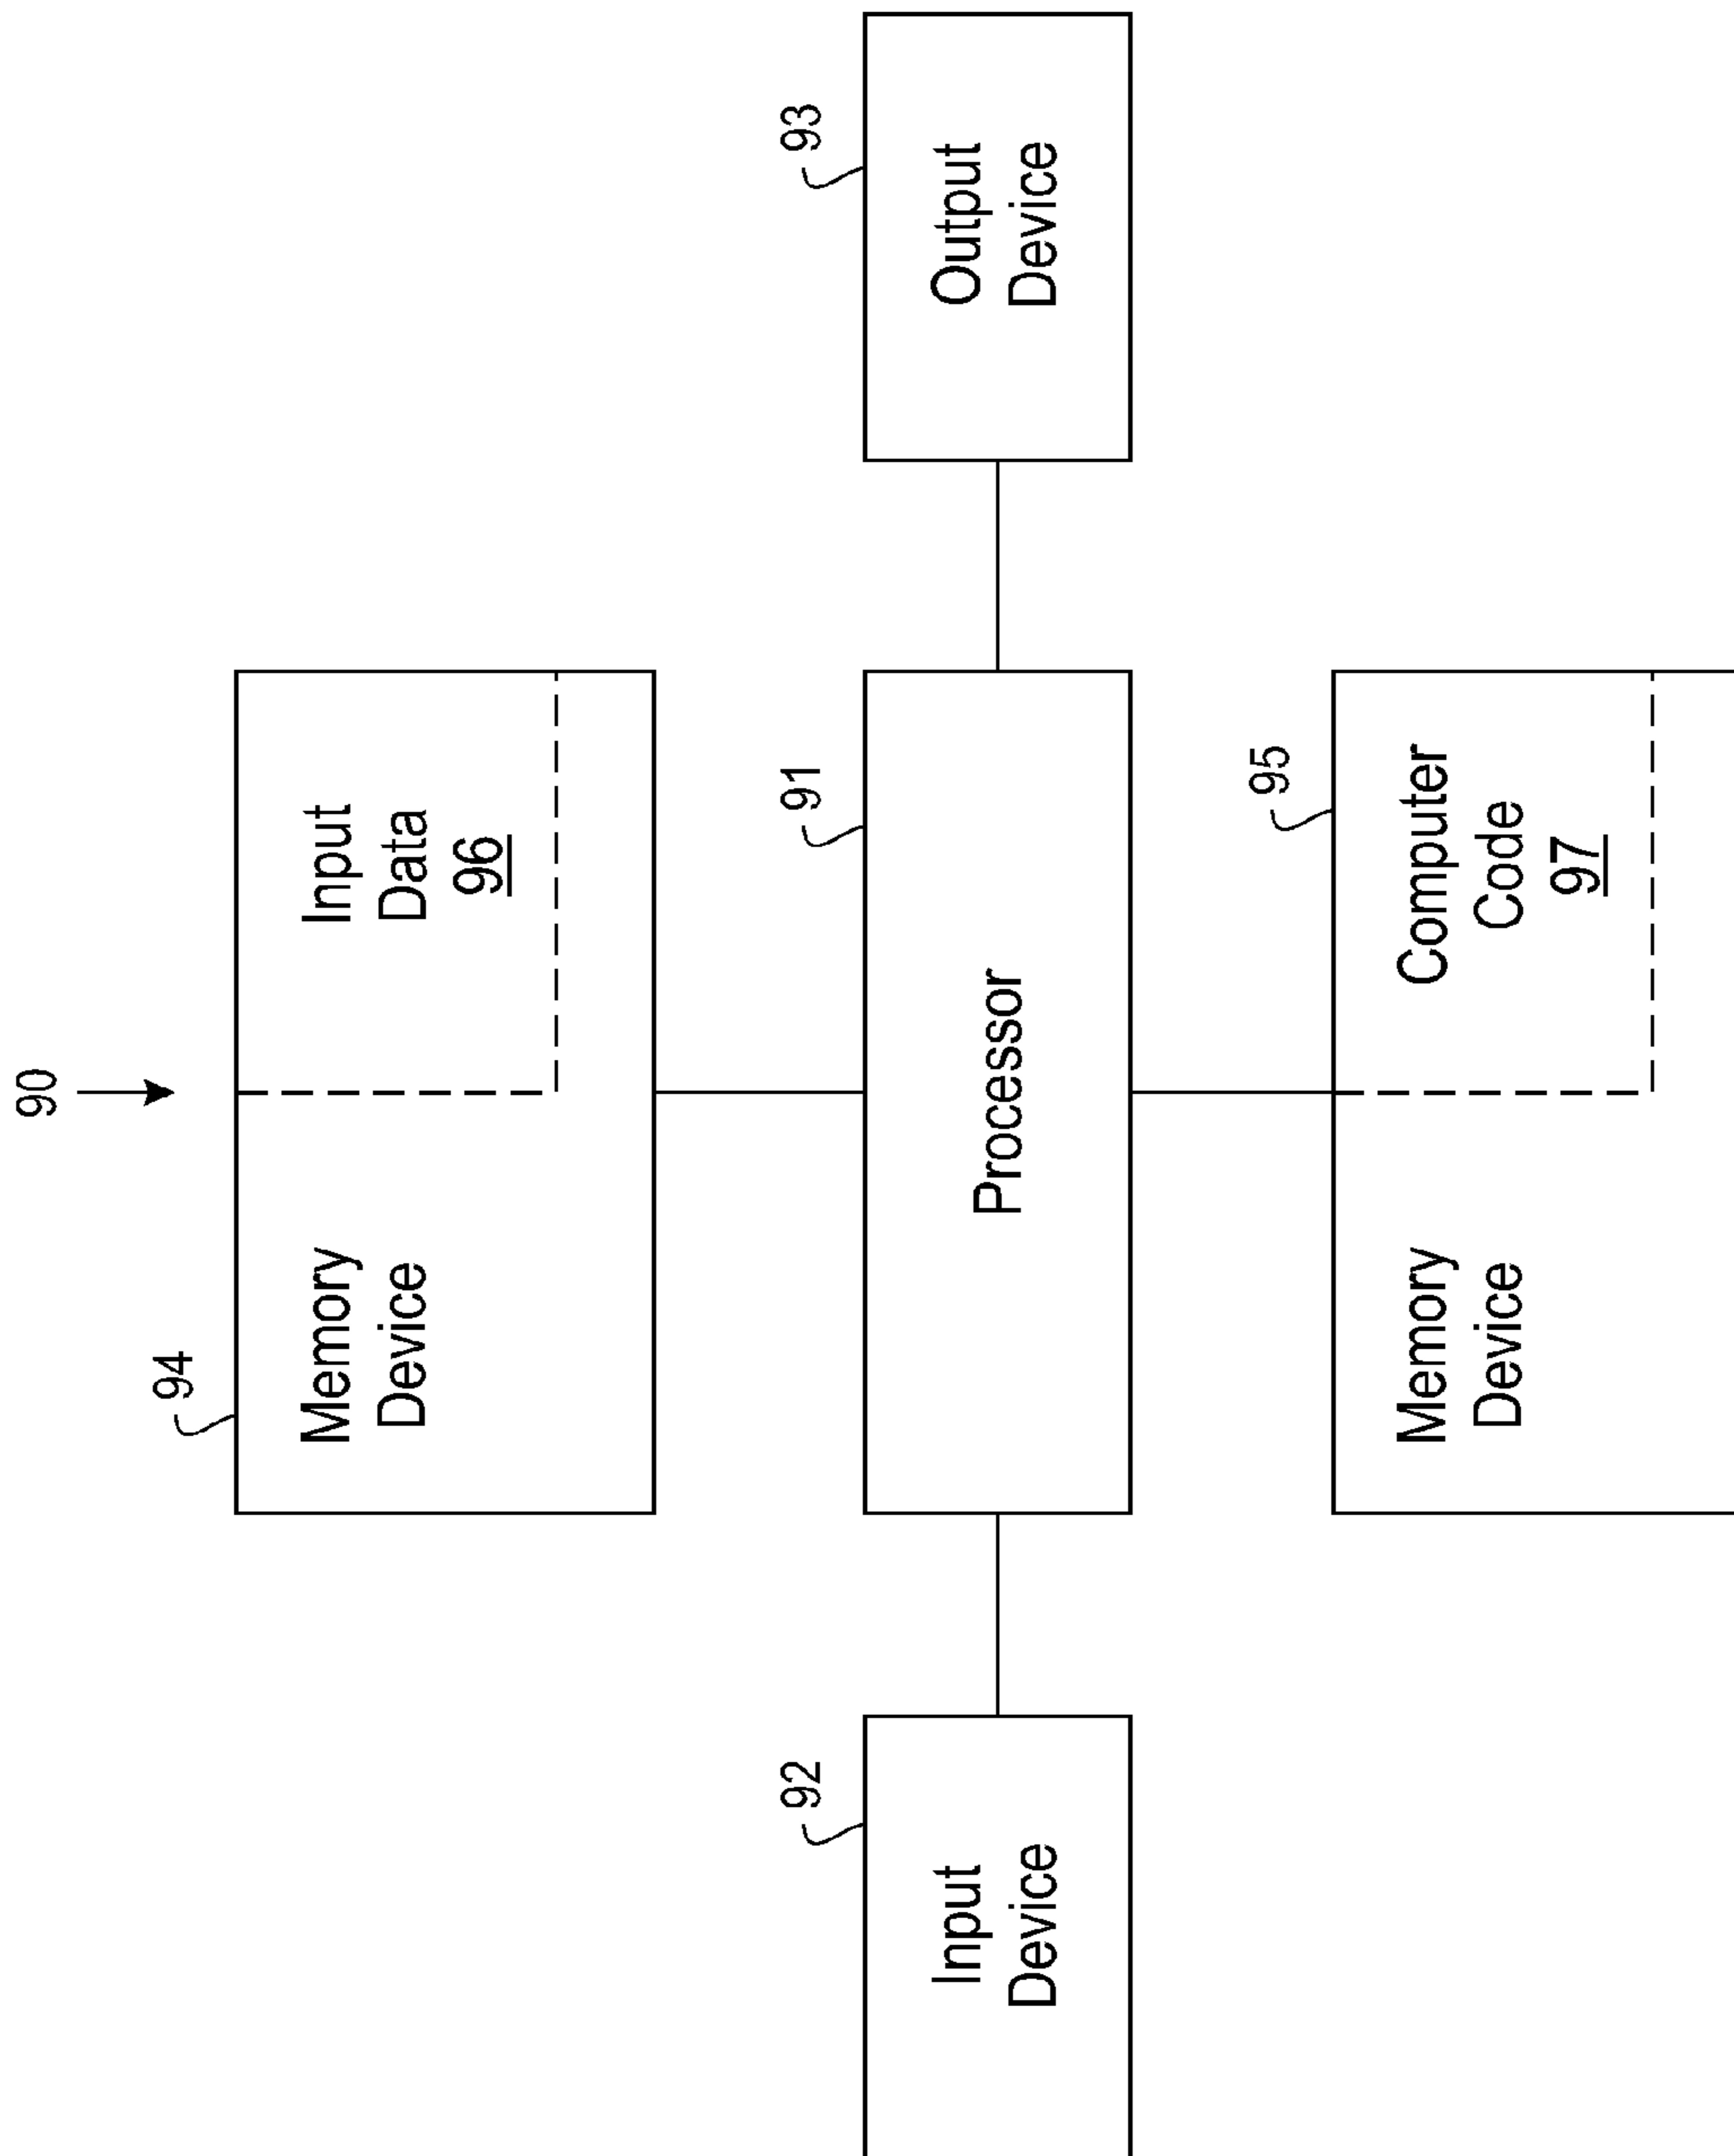 90
94
Memory
Device
Input
Data
96
92
Input
Device
91
Processor
93
Output
Device
95
Memory
Device
Computer
Code
97